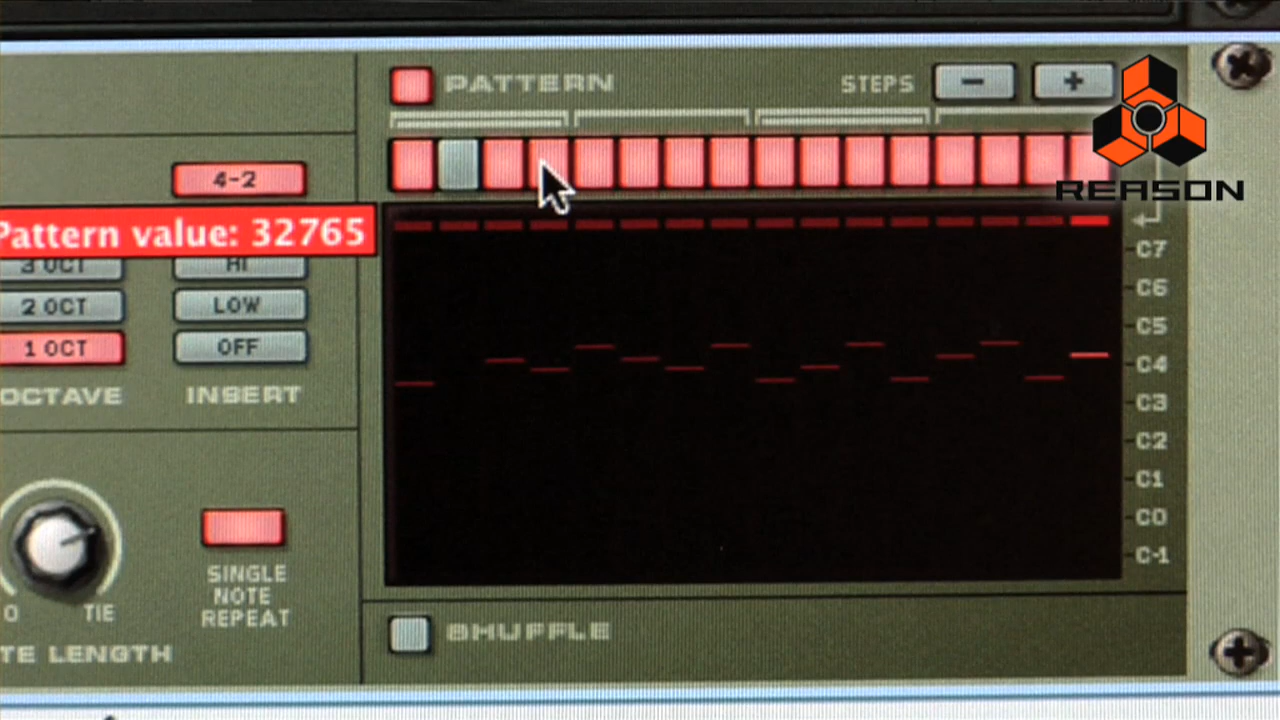 PATTERN
STEPS
- +
4-2
REASON
Pattern value: 32765
3 OCT
HI
C7
C6
2 OCT
LOW
C5
1 OCT
OFF
C4
OCTAVE
INSERT
C3
C2
C1
C0
C-1
SINGLE
NOTE
REPEAT
0
TIE
TE LENGTH
SHUFFLE